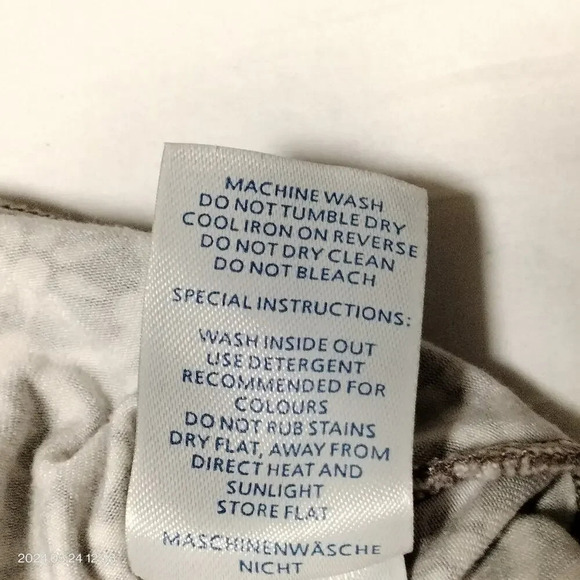 MACHINE WASH
DO NOT TUMBLE DRY
COOL IRON ON REVERSE
DO NOT DRY CLEAN
DO NOT BLEACH
SPECIAL INSTRUCTIONS:
WASH INSIDE OUT
USE DETERGENT
RECOMMENDED FOR
COLOURS
DO NOT RUB STAINS
DRY FLAT, AWAY FROM
DIRECT HEAT AND
SUNLIGHT
STORE FLAT
MASCHINENWÄSCHE
NICHT